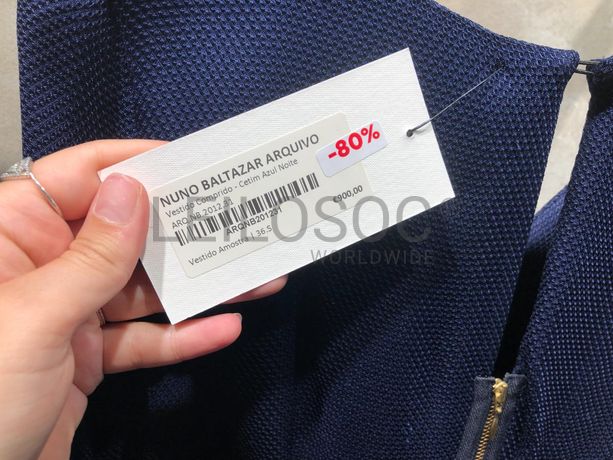 NUNO BALTAZAR ARQUIVO
Vestido Comprido - Cetim Azul Noite
ARQ.NB.2012.31
ARQNB201231
€900,00
Vestido Amostra | 36,S
-80%
LEILOSOC
WORLDWIDE